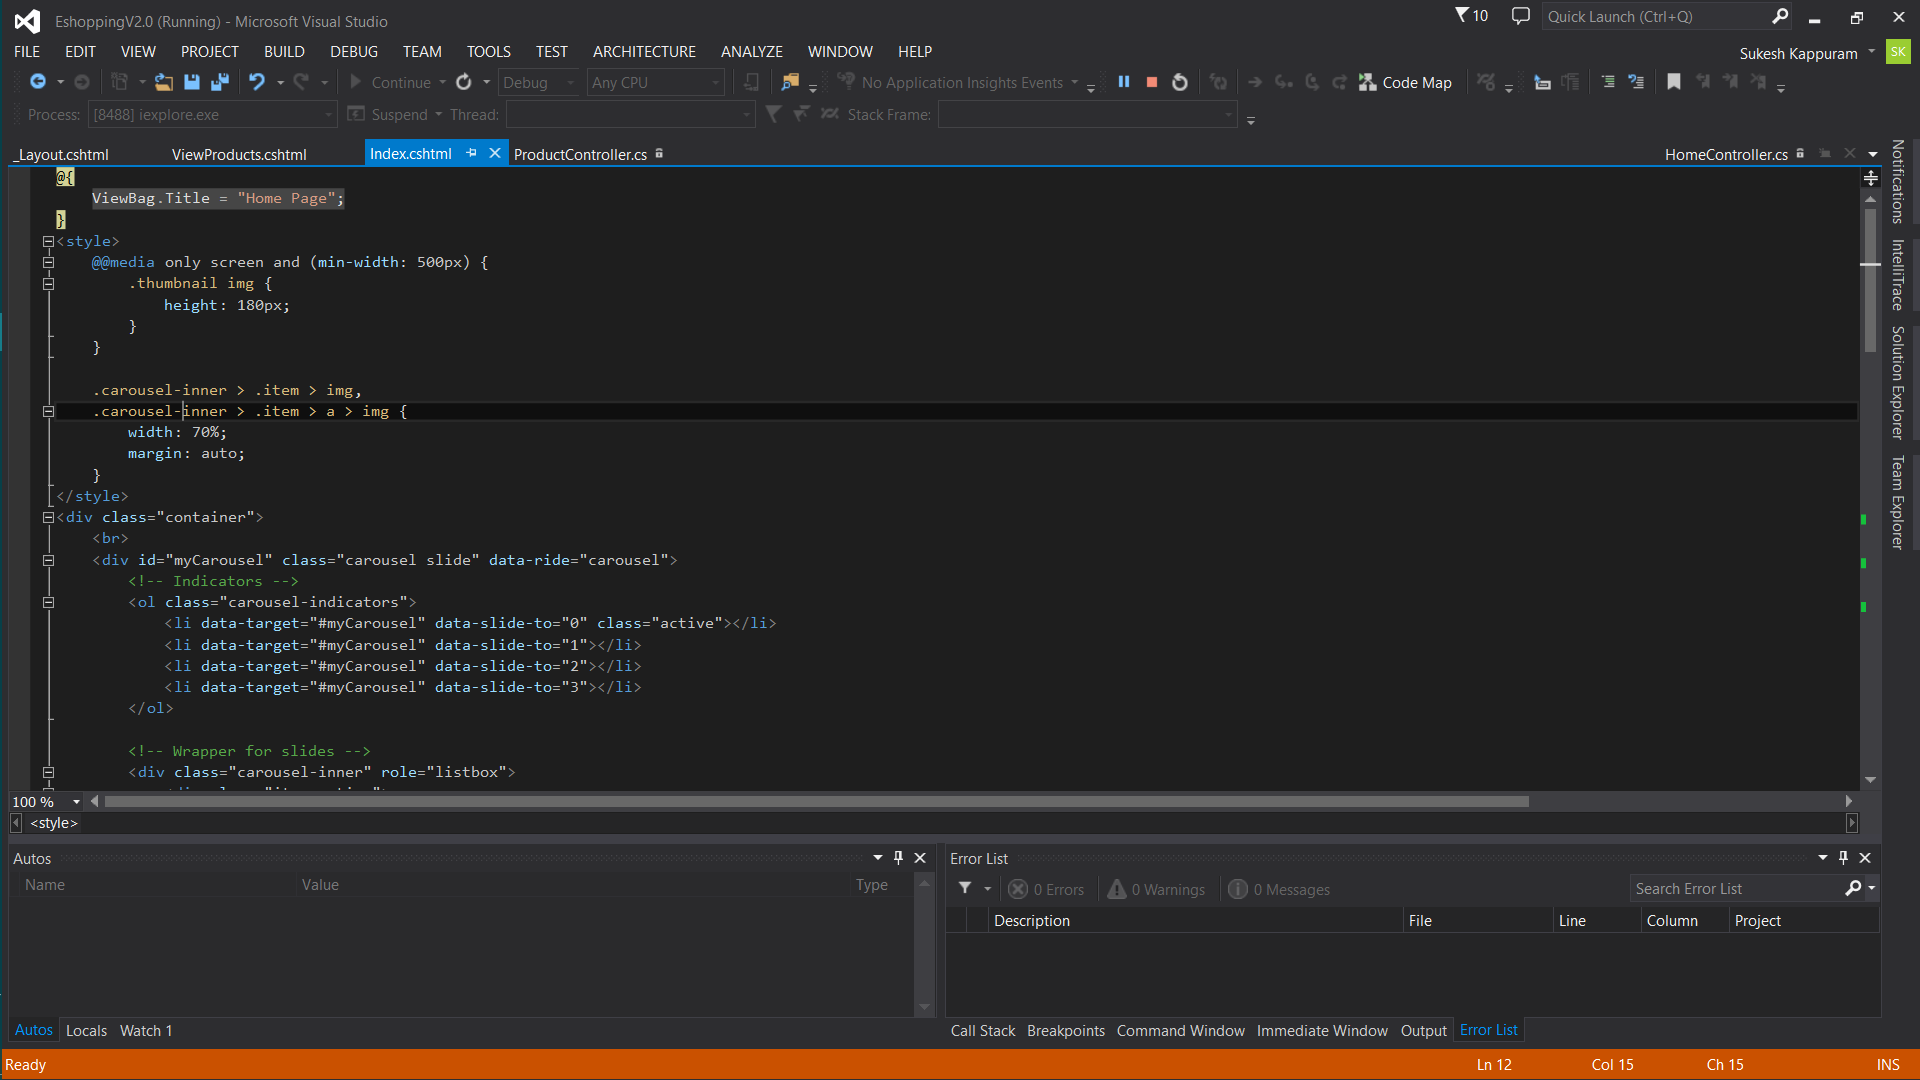 EshoppingV2.0 (Running) - Microsoft Visual Studio
10
Quick Launch (Ctrl+Q)
FILE EDIT VIEW PROJECT BUILD DEBUG TEAM TOOLS TEST ARCHITECTURE ANALYZE WINDOW HELP
Sukesh Kappuram
SK
Continue Debug Any CPU No Application Insights Events Code Map
Process: [8488] iexplore.exe Suspend Thread: Stack Frame:
_Layout.cshtml ViewProducts.cshtml Index.cshtml ProductController.cs HomeController.cs
@{
ViewBag.Title = "Home Page";
}
<style>
@@media only screen and (min-width: 500px) {
.thumbnail img {
height: 180px;
}
}
.carousel-inner > .item > img,
.carousel-inner > .item > a > img {
width: 70%;
margin: auto;
}
</style>
<div class="container">
<br>
<div id="myCarousel" class="carousel slide" data-ride="carousel">
<!-- Indicators -->
<ol class="carousel-indicators">
<li data-target="#myCarousel" data-slide-to="0" class="active"></li>
<li data-target="#myCarousel" data-slide-to="1"></li>
<li data-target="#myCarousel" data-slide-to="2"></li>
<li data-target="#myCarousel" data-slide-to="3"></li>
</ol>
<!-- Wrapper for slides -->
<div class="carousel-inner" role="listbox">
Notifications
IntelliTrace
Solution Explorer
Team Explorer
100 %
<style>
Autos
Name Value Type
Autos Locals Watch 1
Error List
0 Errors 0 Warnings 0 Messages
Search Error List
Description File Line Column Project
Call Stack Breakpoints Command Window Immediate Window Output Error List
Ready Ln 12 Col 15 Ch 15 INS